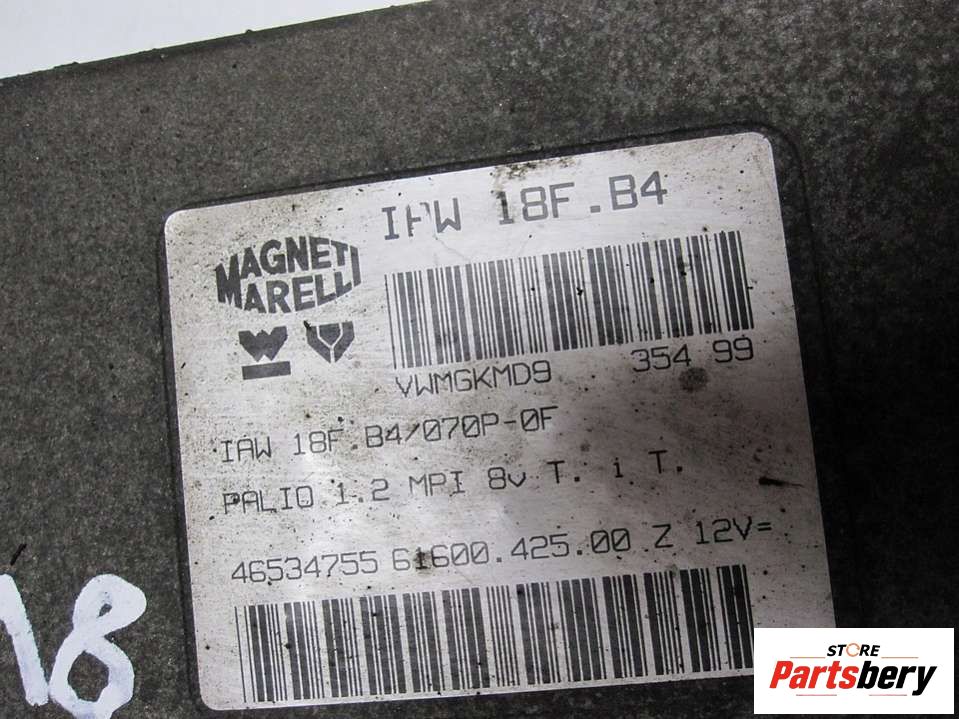 IAW 18F.B4
MAGNETI
MARELLI
VWMGKMD9 354 99
IAW 18F.B4/070P-0F
PALIO 1.2 MPI 8v T. i T.
46534755 61600.425.00 Z 12V=
18
STORE
Partsbery